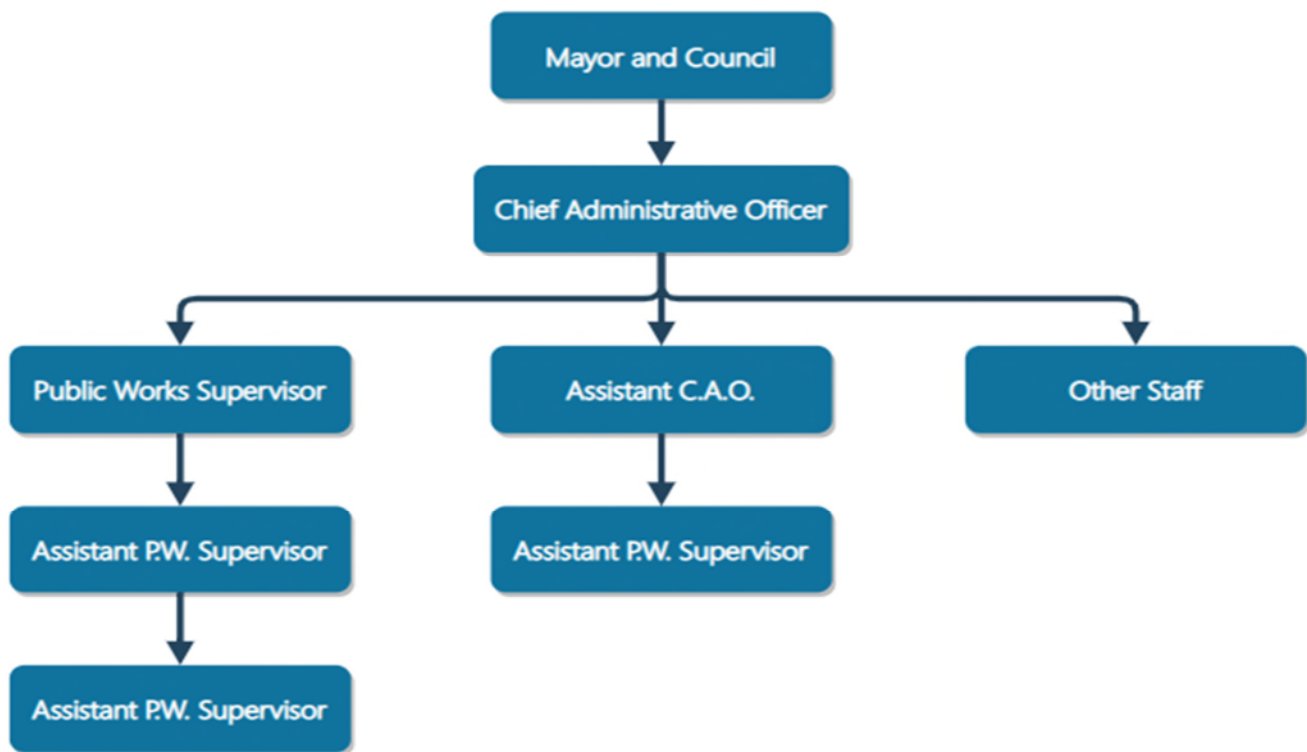 Mayor and Council
Chief Administrative Officer
Public Works Supervisor
Assistant C.A.O.
Other Staff
Assistant P.W. Supervisor
Assistant P.W. Supervisor
Assistant P.W. Supervisor